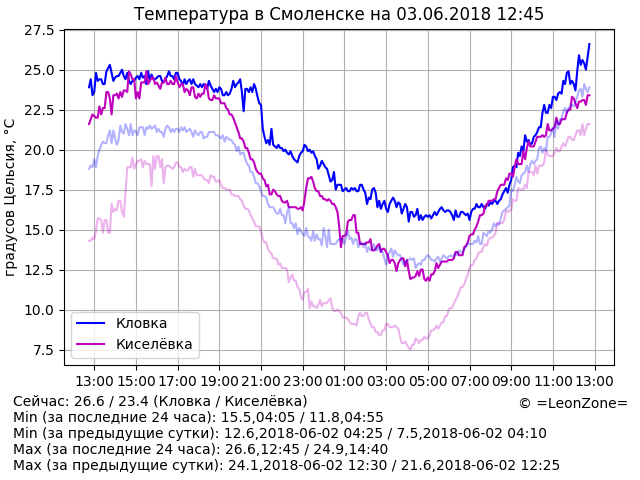 Температура в Смоленске на 03.06.2018 12:45
градусов Цельсия, °C
27.5
25.0
22.5
20.0
17.5
15.0
12.5
10.0
7.5
Кловка
Киселёвка
13:00 15:00 17:00 19:00 21:00 23:00 01:00 03:00 05:00 07:00 09:00 11:00 13:00
Сейчас: 26.6 / 23.4 (Кловка / Киселёвка)
© =LeonZone=
Min (за последние 24 часа): 15.5,04:05 / 11.8,04:55
Min (за предыдущие сутки): 12.6,2018-06-02 04:25 / 7.5,2018-06-02 04:10
Max (за последние 24 часа): 26.6,12:45 / 24.9,14:40
Max (за предыдущие сутки): 24.1,2018-06-02 12:30 / 21.6,2018-06-02 12:25